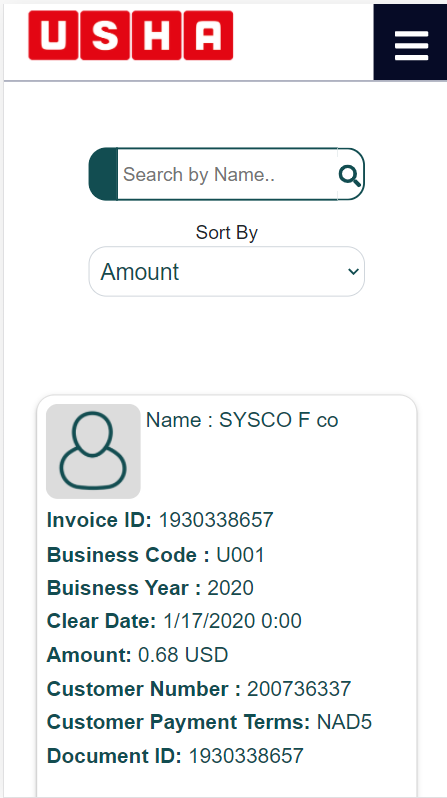 USHA
Search by Name..
Sort By
Amount
Name : SYSCO F co
Invoice ID: 1930338657
Business Code : U001
Buisness Year : 2020
Clear Date: 1/17/2020 0:00
Amount: 0.68 USD
Customer Number : 200736337
Customer Payment Terms: NAD5
Document ID: 1930338657